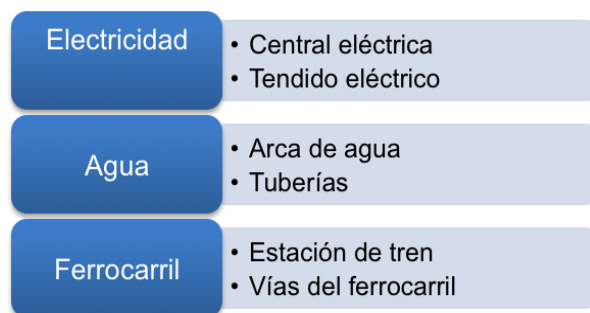 Electricidad
• Central eléctrica
• Tendido eléctrico
Agua
• Arca de agua
• Tuberías
Ferrocarril
• Estación de tren
• Vías del ferrocarril